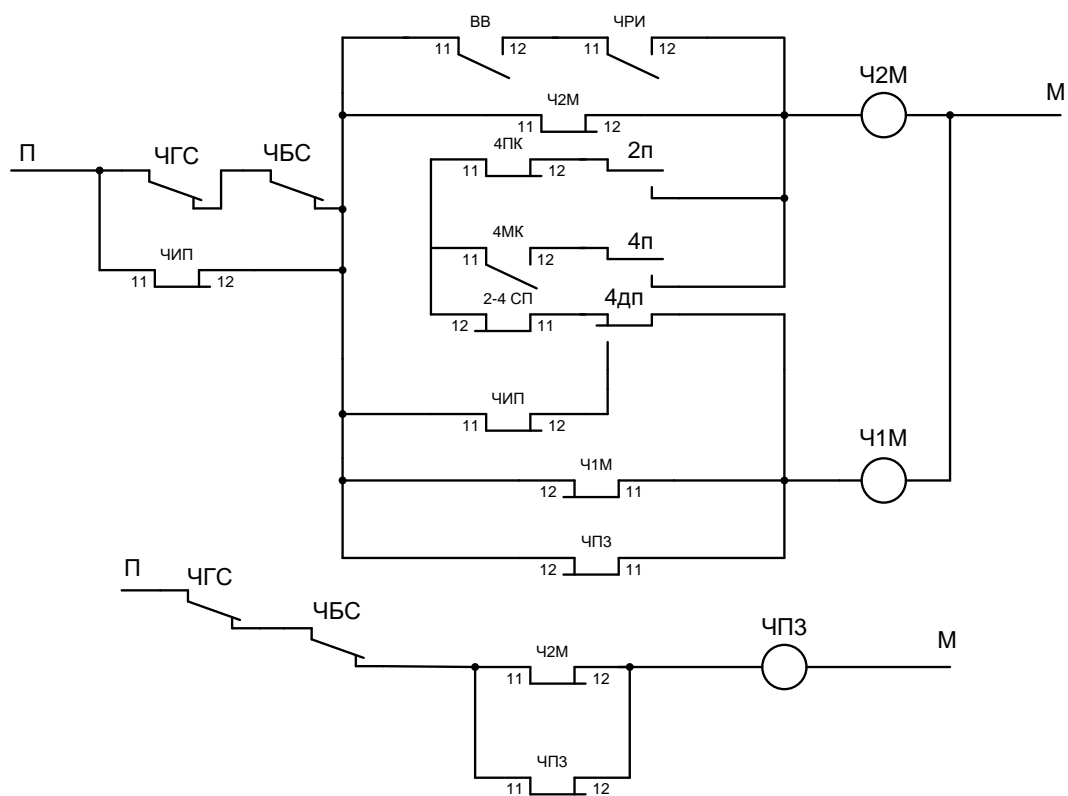 ВВ ЧРИ
11 12 11 12
Ч2М
Ч2М
М
11 12
4ПК
2п
П
ЧГС ЧБС
11 12
4МК
4п
ЧИП
11 12
11 12
2-4 СП
4дп
12 11
ЧИП
11 12
Ч1М
Ч1М
12 11
ЧПЗ
12 11
П
ЧГС
ЧБС
Ч2М
ЧПЗ
М
11 12
ЧПЗ
11 12